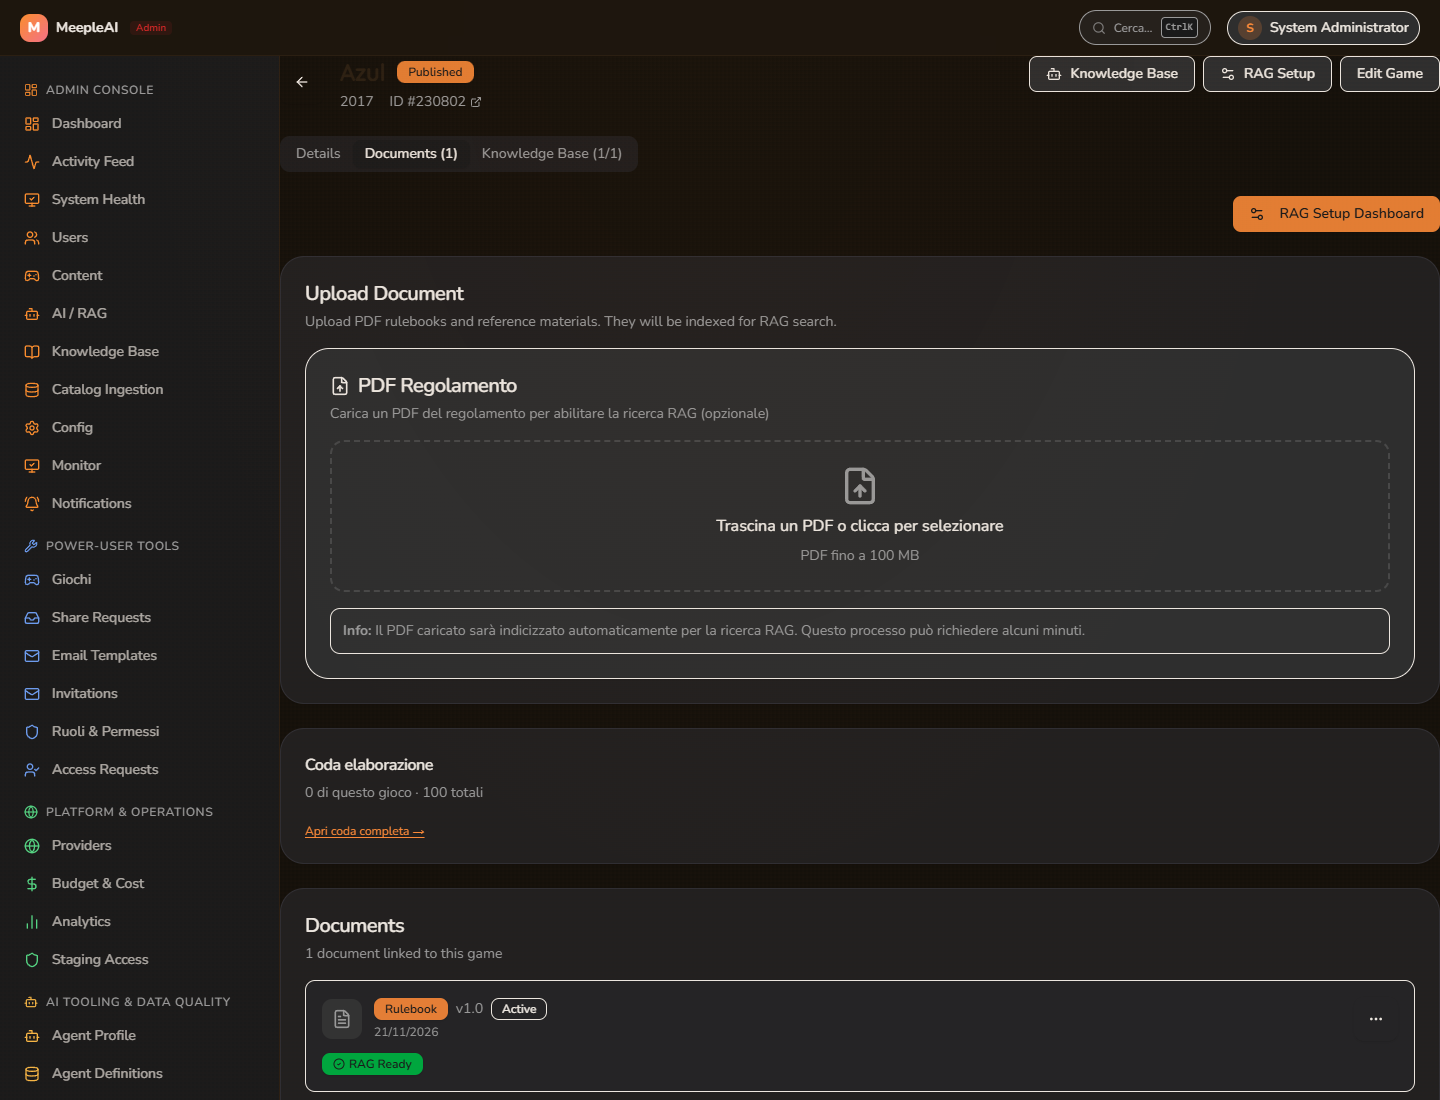 M MeepleAI Admin
Cerca... CtrlK
S System Administrator
ADMIN CONSOLE
Dashboard
Activity Feed
System Health
Users
Content
AI / RAG
Knowledge Base
Catalog Ingestion
Config
Monitor
Notifications
POWER-USER TOOLS
Giochi
Share Requests
Email Templates
Invitations
Ruoli & Permessi
Access Requests
PLATFORM & OPERATIONS
Providers
Budget & Cost
Analytics
Staging Access
AI TOOLING & DATA QUALITY
Agent Profile
Agent Definitions
Azul Published
2017 ID #230802
Knowledge Base
RAG Setup
Edit Game
Details Documents (1) Knowledge Base (1/1)
RAG Setup Dashboard
Upload Document
Upload PDF rulebooks and reference materials. They will be indexed for RAG search.
PDF Regolamento
Carica un PDF del regolamento per abilitare la ricerca RAG (opzionale)
Trascina un PDF o clicca per selezionare
PDF fino a 100 MB
Info: Il PDF caricato sarà indicizzato automaticamente per la ricerca RAG. Questo processo può richiedere alcuni minuti.
Coda elaborazione
0 di questo gioco · 100 totali
Apri coda completa →
Documents
1 document linked to this game
Rulebook v1.0 Active
21/11/2026
RAG Ready